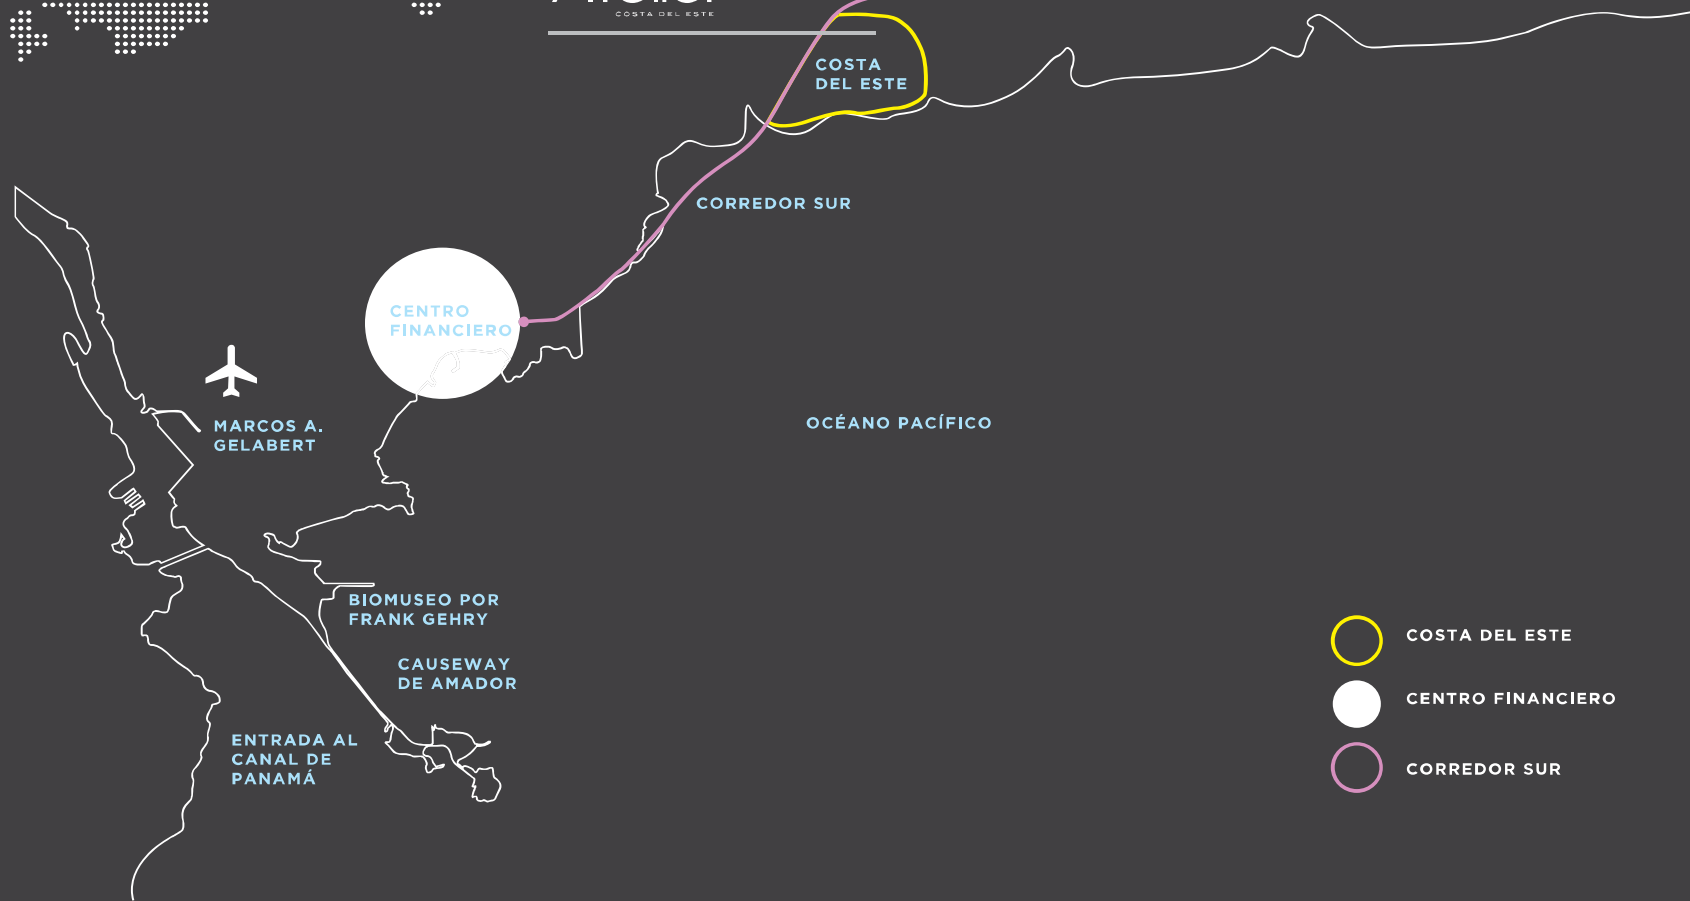 COSTA DEL ESTE
COSTA
DEL ESTE
CORREDOR SUR
CENTRO
FINANCIERO
MARCOS A.
GELABERT
OCÉANO PACÍFICO
BIOMUSEO POR
FRANK GEHRY
CAUSEWAY
DE AMADOR
ENTRADA AL
CANAL DE
PANAMÁ
COSTA DEL ESTE
CENTRO FINANCIERO
CORREDOR SUR